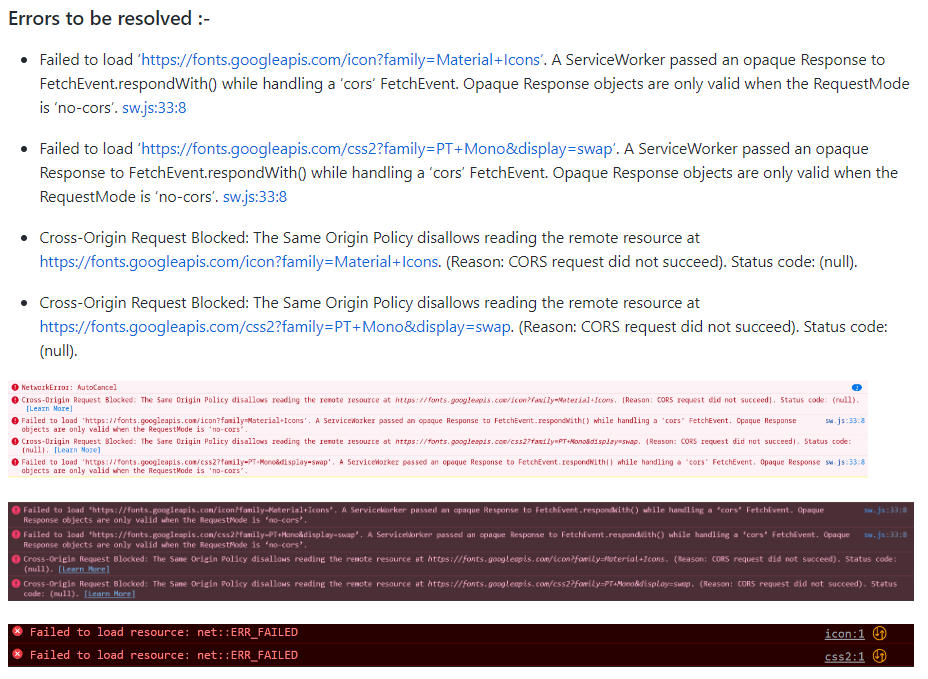 Errors to be resolved :-
Failed to load ‘https://fonts.googleapis.com/icon?family=Material+Icons’. A ServiceWorker passed an opaque Response to
FetchEvent.respondWith() while handling a ‘cors’ FetchEvent. Opaque Response objects are only valid when the RequestMode
is ‘no-cors’. sw.js:33:8
Failed to load ‘https://fonts.googleapis.com/css2?family=PT+Mono&display=swap’. A ServiceWorker passed an opaque
Response to FetchEvent.respondWith() while handling a ‘cors’ FetchEvent. Opaque Response objects are only valid when the
RequestMode is ‘no-cors’. sw.js:33:8
Cross-Origin Request Blocked: The Same Origin Policy disallows reading the remote resource at
https://fonts.googleapis.com/icon?family=Material+Icons. (Reason: CORS request did not succeed). Status code: (null).
Cross-Origin Request Blocked: The Same Origin Policy disallows reading the remote resource at
https://fonts.googleapis.com/css2?family=PT+Mono&display=swap. (Reason: CORS request did not succeed). Status code:
(null).
NetworkError: AutoCancel 2
Cross-Origin Request Blocked: The Same Origin Policy disallows reading the remote resource at https://fonts.googleapis.com/icon?family=Material+Icons. (Reason: CORS request did not succeed). Status code: (null).
[Learn More]
Failed to load ‘https://fonts.googleapis.com/icon?family=Material+Icons’. A ServiceWorker passed an opaque Response to FetchEvent.respondWith() while handling a ‘cors’ FetchEvent. Opaque Response sw.js:33:8
objects are only valid when the RequestMode is ‘no-cors’.
Cross-Origin Request Blocked: The Same Origin Policy disallows reading the remote resource at https://fonts.googleapis.com/css2?family=PT+Mono&display=swap. (Reason: CORS request did not succeed). Status code:
(null). [Learn More]
Failed to load ‘https://fonts.googleapis.com/css2?family=PT+Mono&display=swap’. A ServiceWorker passed an opaque Response to FetchEvent.respondWith() while handling a ‘cors’ FetchEvent. Opaque Response sw.js:33:8
objects are only valid when the RequestMode is ‘no-cors’.
Failed to load ‘https://fonts.googleapis.com/icon?family=Material+Icons’. A ServiceWorker passed an opaque Response to FetchEvent.respondWith() while handling a ‘cors’ FetchEvent. Opaque sw.js:33:8
Response objects are only valid when the RequestMode is ‘no-cors’.
Failed to load ‘https://fonts.googleapis.com/css2?family=PT+Mono&display=swap’. A ServiceWorker passed an opaque Response to FetchEvent.respondWith() while handling a ‘cors’ FetchEvent. Opaque sw.js:33:8
Response objects are only valid when the RequestMode is ‘no-cors’.
Cross-Origin Request Blocked: The Same Origin Policy disallows reading the remote resource at https://fonts.googleapis.com/icon?family=Material+Icons. (Reason: CORS request did not succeed). Status code:
(null). [Learn More]
Cross-Origin Request Blocked: The Same Origin Policy disallows reading the remote resource at https://fonts.googleapis.com/css2?family=PT+Mono&display=swap. (Reason: CORS request did not succeed). Status
code: (null). [Learn More]
Failed to load resource: net::ERR_FAILED icon:1
Failed to load resource: net::ERR_FAILED css2:1